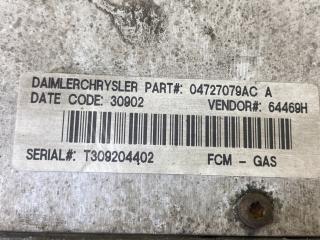 DAIMLERCHRYSLER PART#: 04727079AC A
DATE CODE: 30902 VENDOR#: 64469H
SERIAL#: T309204402 FCM - GAS